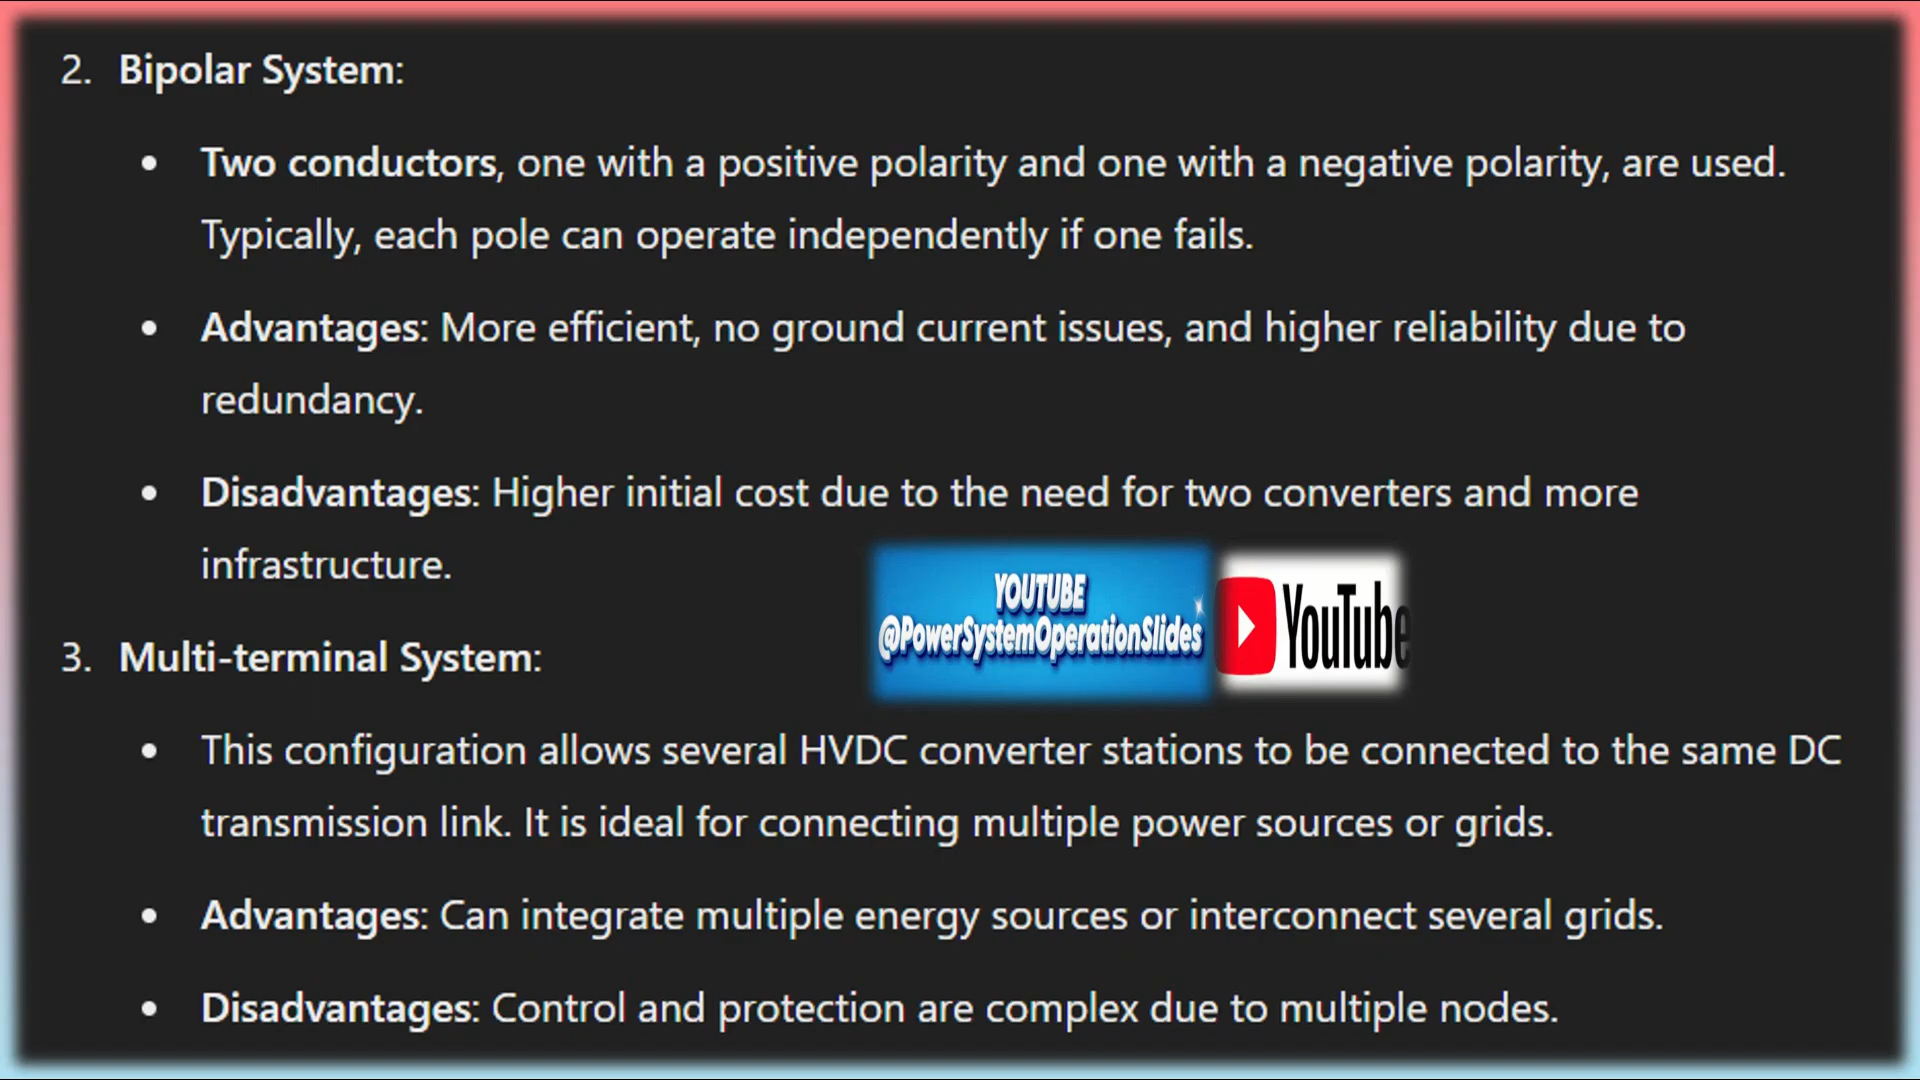 2. Bipolar System:
• Two conductors, one with a positive polarity and one with a negative polarity, are used.
Typically, each pole can operate independently if one fails.
• Advantages: More efficient, no ground current issues, and higher reliability due to
redundancy.
• Disadvantages: Higher initial cost due to the need for two converters and more
infrastructure.
YOUTUBE
@PowerSystemOperationSlides
YouTube
3. Multi-terminal System:
• This configuration allows several HVDC converter stations to be connected to the same DC
transmission link. It is ideal for connecting multiple power sources or grids.
• Advantages: Can integrate multiple energy sources or interconnect several grids.
• Disadvantages: Control and protection are complex due to multiple nodes.